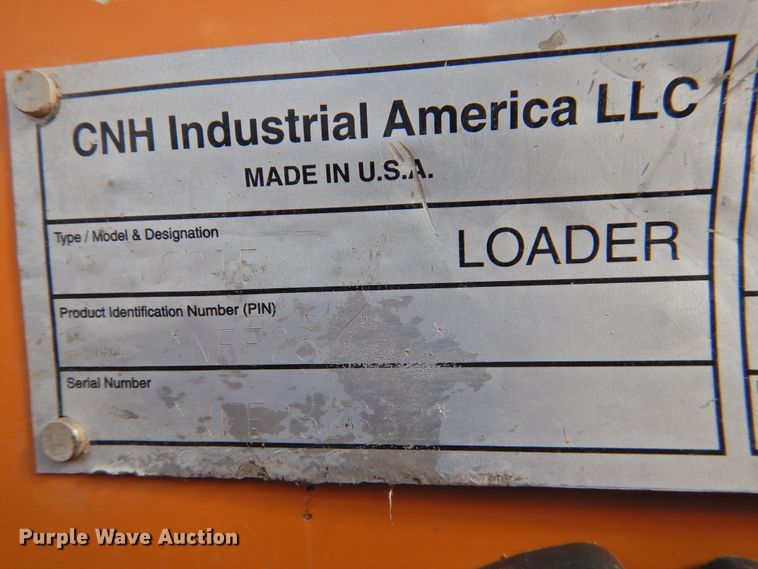 CNH Industrial America LLC
MADE IN U.S.A.
Type / Model & Designation
LOADER
Product Identification Number (PIN)
Serial Number
Purple Wave Auction